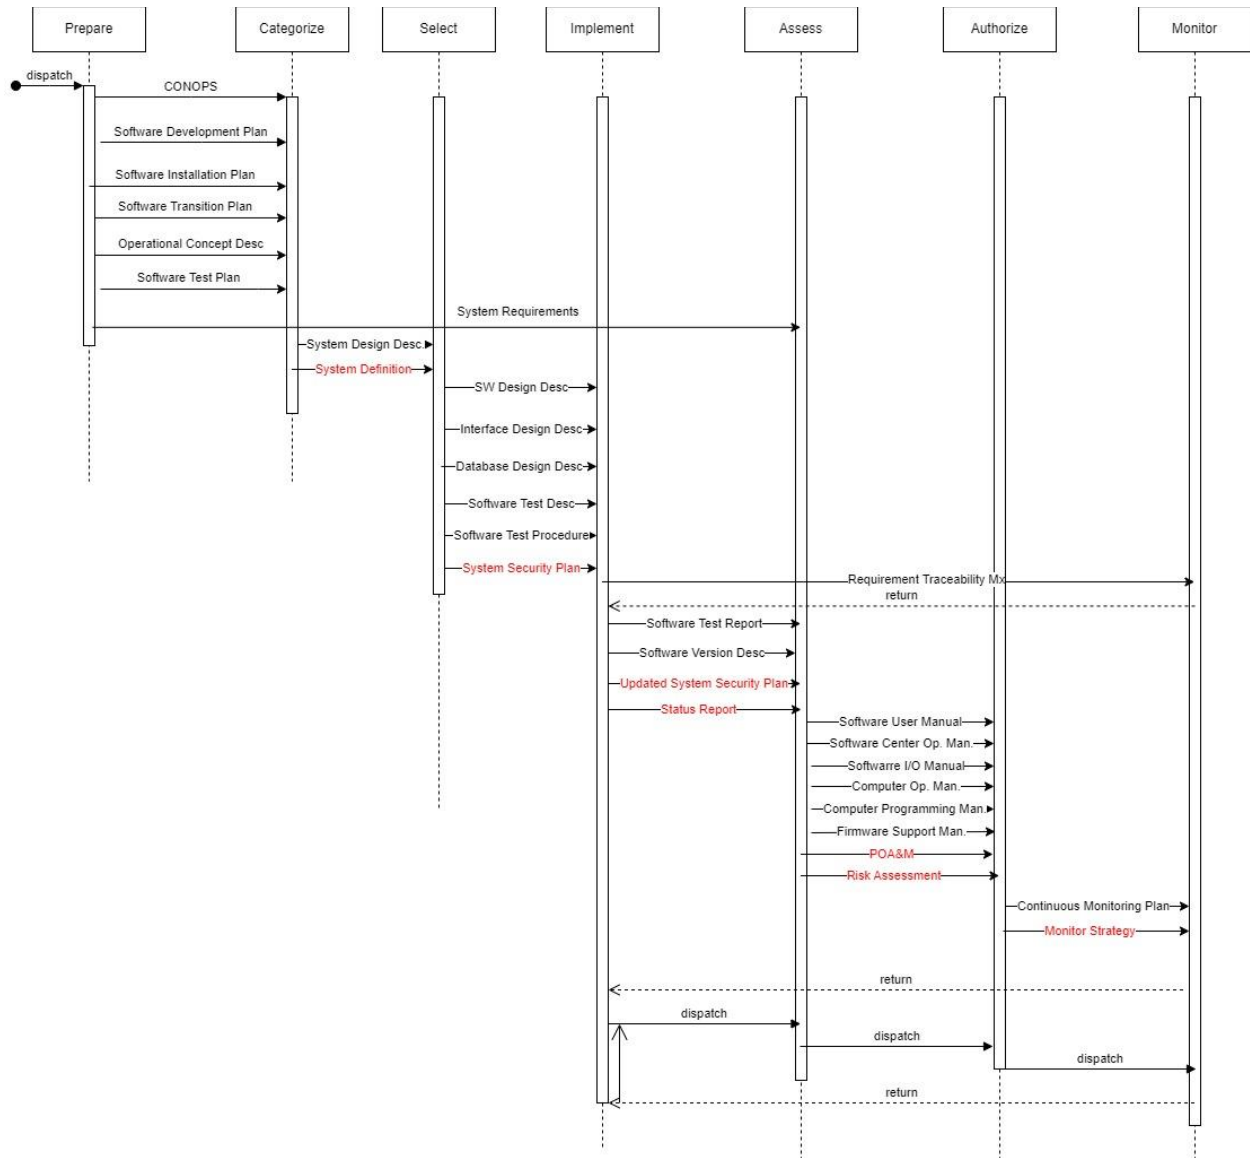 Prepare
Categorize
Select
Implement
Assess
Authorize
Monitor
dispatch
CONOPS
Software Development Plan
Software Installation Plan
Software Transition Plan
Operational Concept Desc
Software Test Plan
System Requirements
System Design Desc.
System Definition
SW Design Desc
Interface Design Desc
Database Design Desc
Software Test Desc
Software Test Procedure
System Security Plan
Requirement Traceability Mx
return
Software Test Report
Software Version Desc
Updated System Security Plan
Status Report
Software User Manual
Software Center Op. Man.
Softwarre I/O Manual
Computer Op. Man.
Computer Programming Man.
Firmware Support Man.
POA&M
Risk Assessment
Continuous Monitoring Plan
Monitor Strategy
return
dispatch
dispatch
dispatch
return